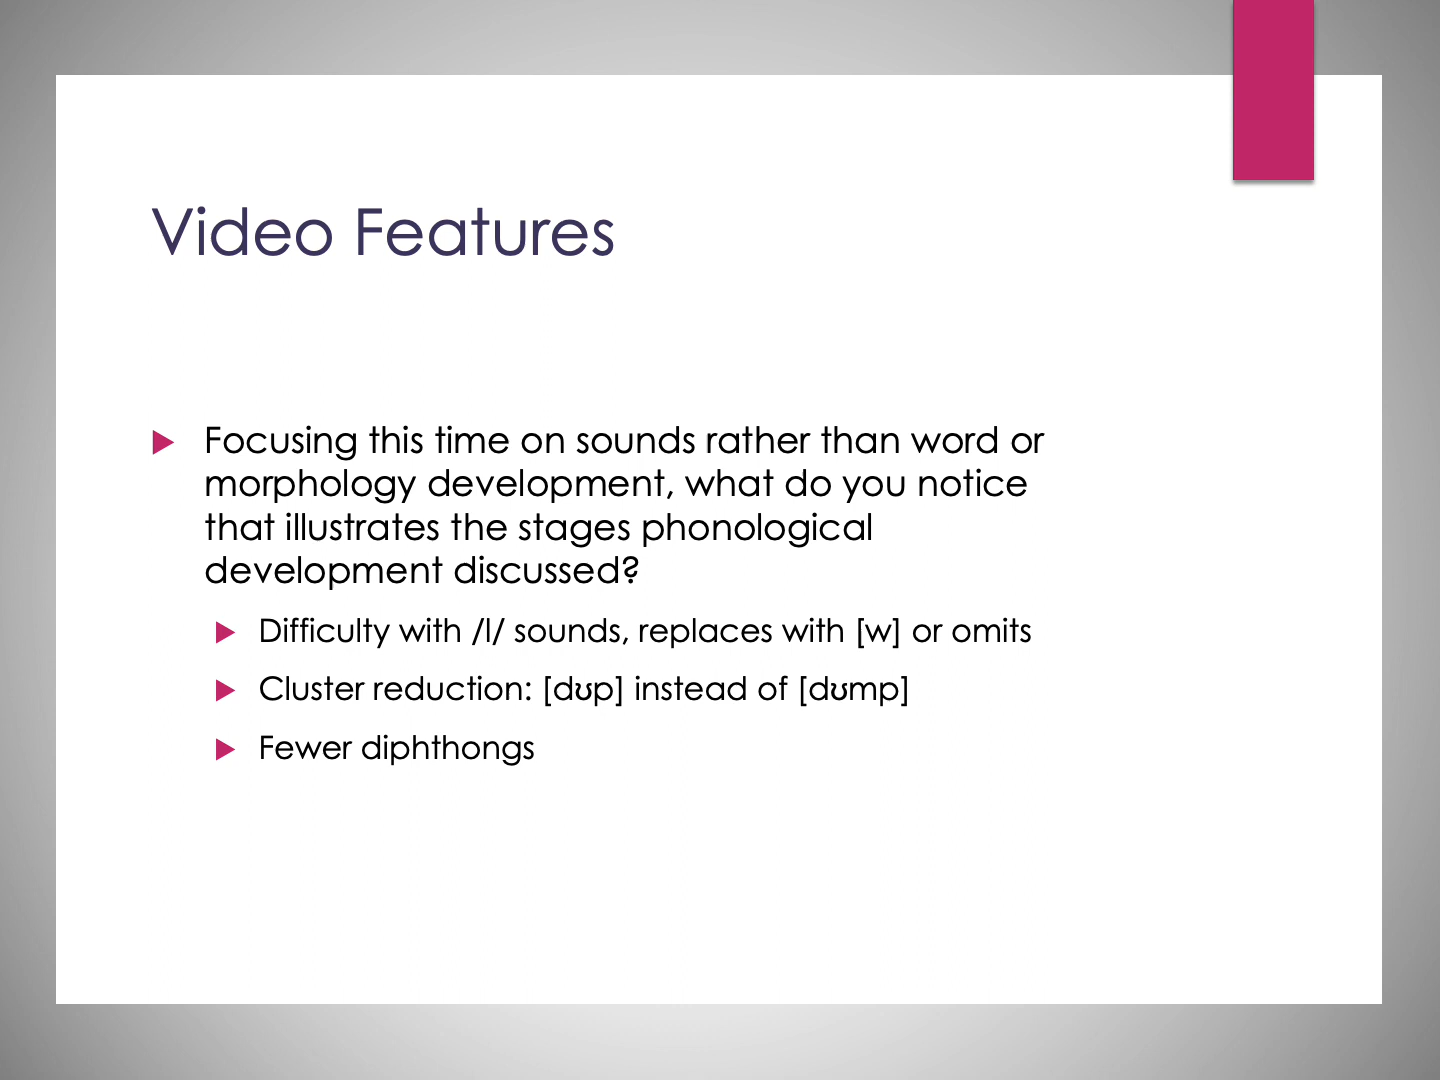 Video Features
Focusing this time on sounds rather than word or
morphology development, what do you notice
that illustrates the stages phonological
development discussed?
Difficulty with /l/ sounds, replaces with [w] or omits
Cluster reduction: [dʊp] instead of [dʊmp]
Fewer diphthongs